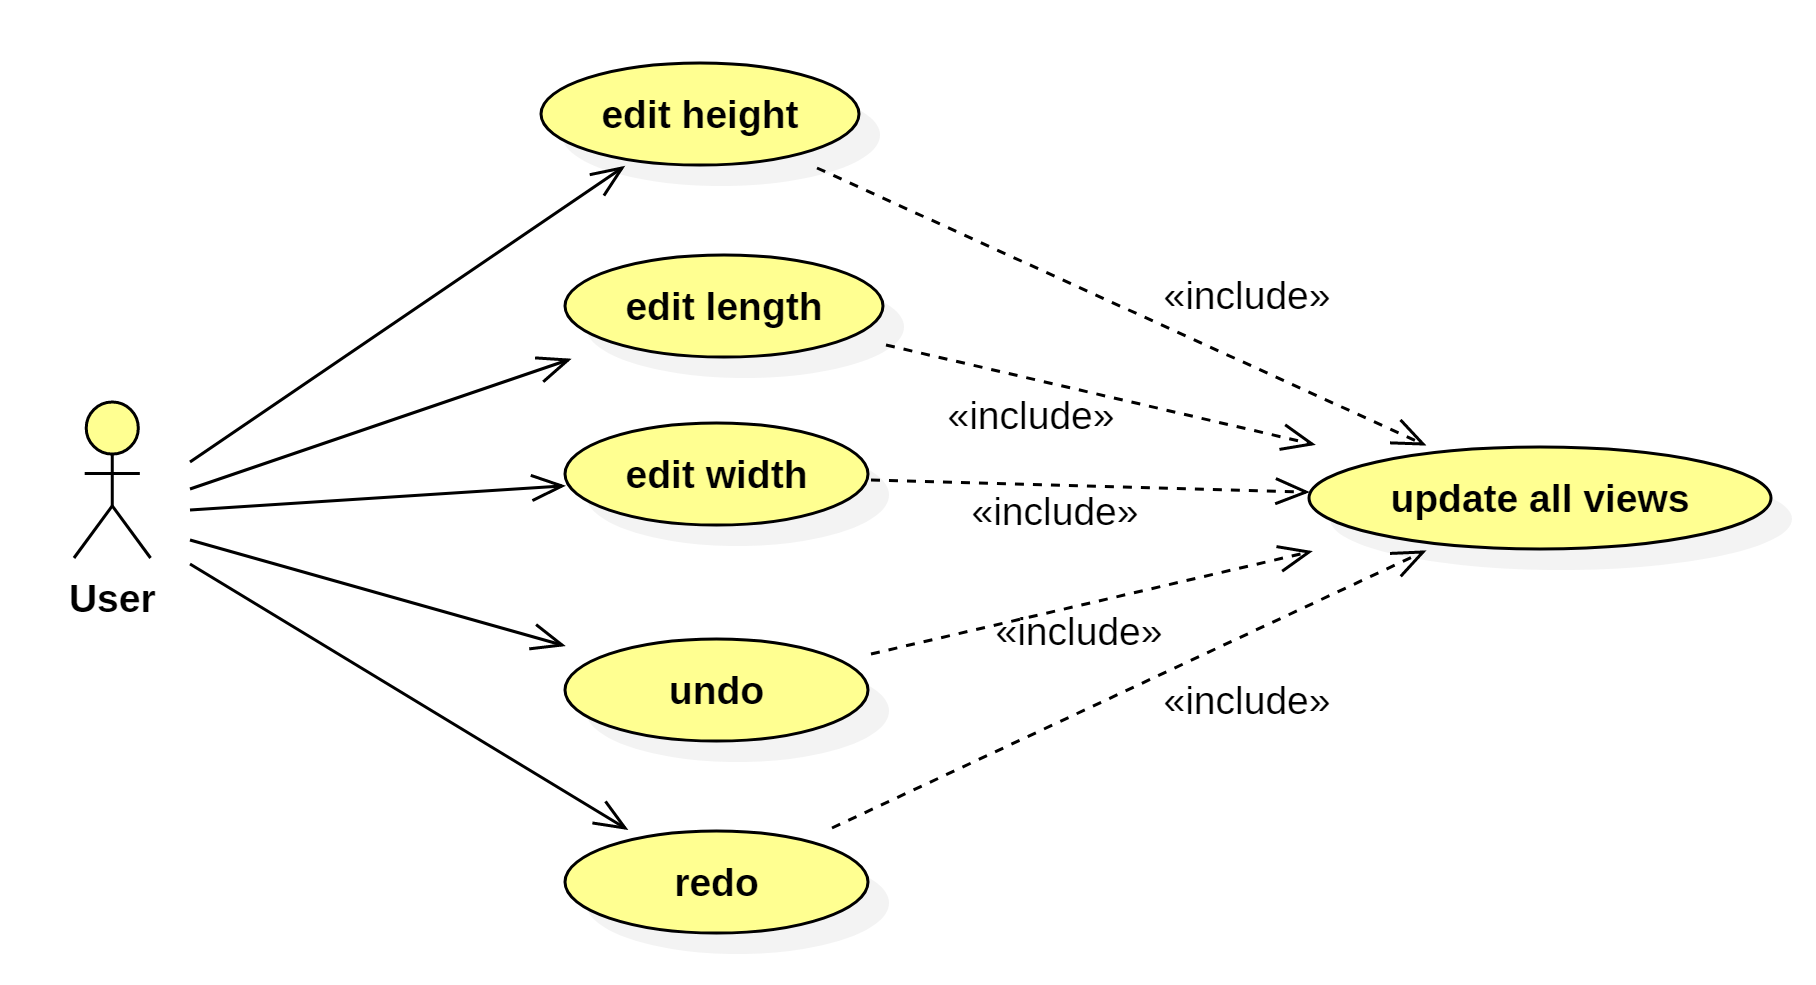 edit height
«include»
edit length
«include»
edit width
update all views
«include»
User
«include»
undo
«include»
redo